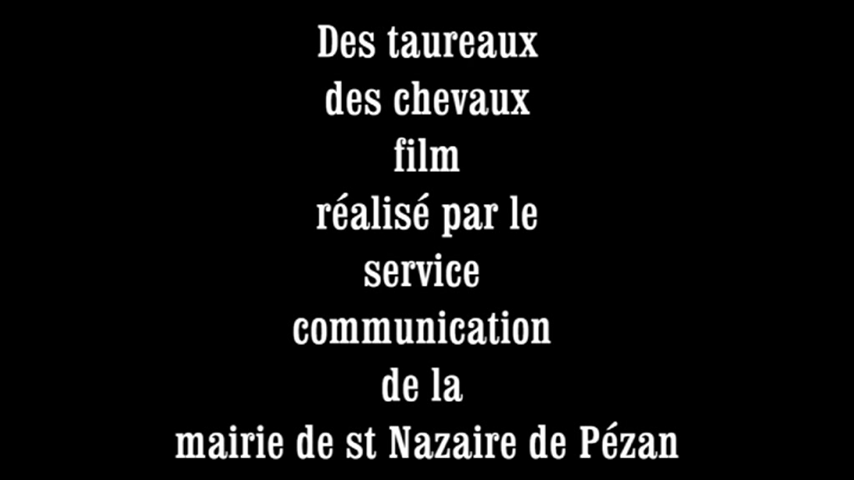 Des taureaux
des chevaux
film
réalisé par le
service
communication
de la
mairie de st Nazaire de Pézan